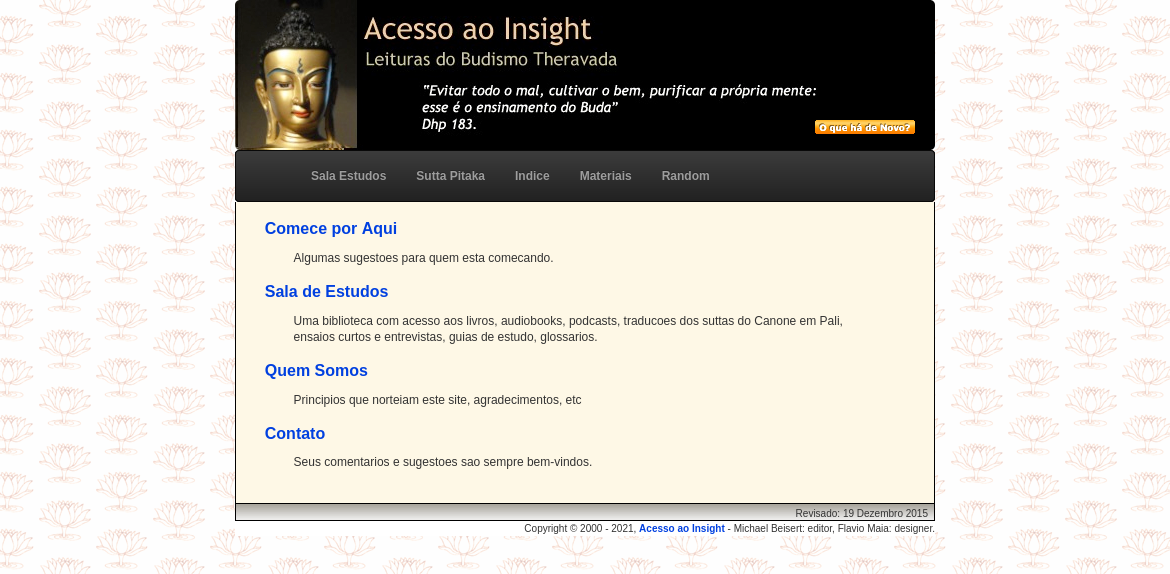 Acesso ao Insight
Leituras do Budismo Theravada
“Evitar todo o mal, cultivar o bem, purificar a própria mente:
esse é o ensinamento do Buda”
Dhp 183.
O que há de Novo?
Sala Estudos Sutta Pitaka Indice Materiais Random
Comece por Aqui
Algumas sugestoes para quem esta comecando.
Sala de Estudos
Uma biblioteca com acesso aos livros, audiobooks, podcasts, traducoes dos suttas do Canone em Pali,
ensaios curtos e entrevistas, guias de estudo, glossarios.
Quem Somos
Principios que norteiam este site, agradecimentos, etc
Contato
Seus comentarios e sugestoes sao sempre bem-vindos.
Revisado: 19 Dezembro 2015
Copyright © 2000 - 2021, Acesso ao Insight - Michael Beisert: editor, Flavio Maia: designer.